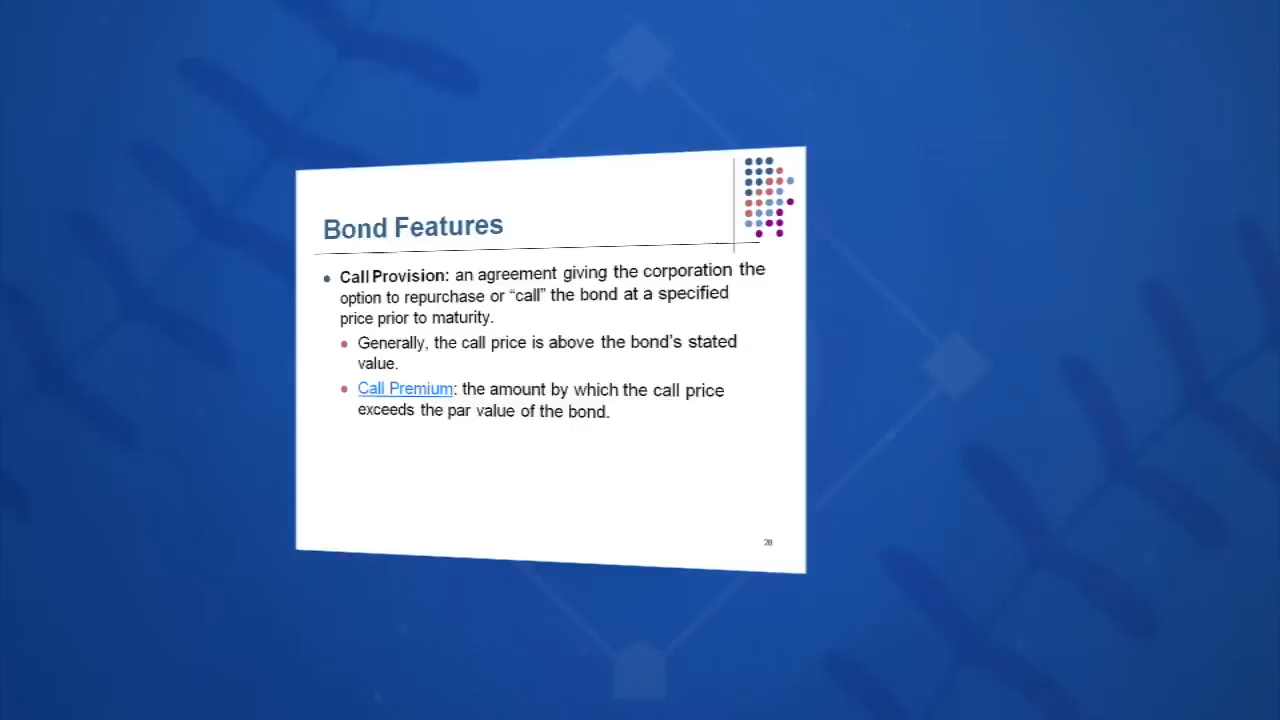 Bond Features
Call Provision: an agreement giving the corporation the
option to repurchase or “call” the bond at a specified
price prior to maturity.
Generally, the call price is above the bond’s stated
value.
Call Premium: the amount by which the call price
exceeds the par value of the bond.
28